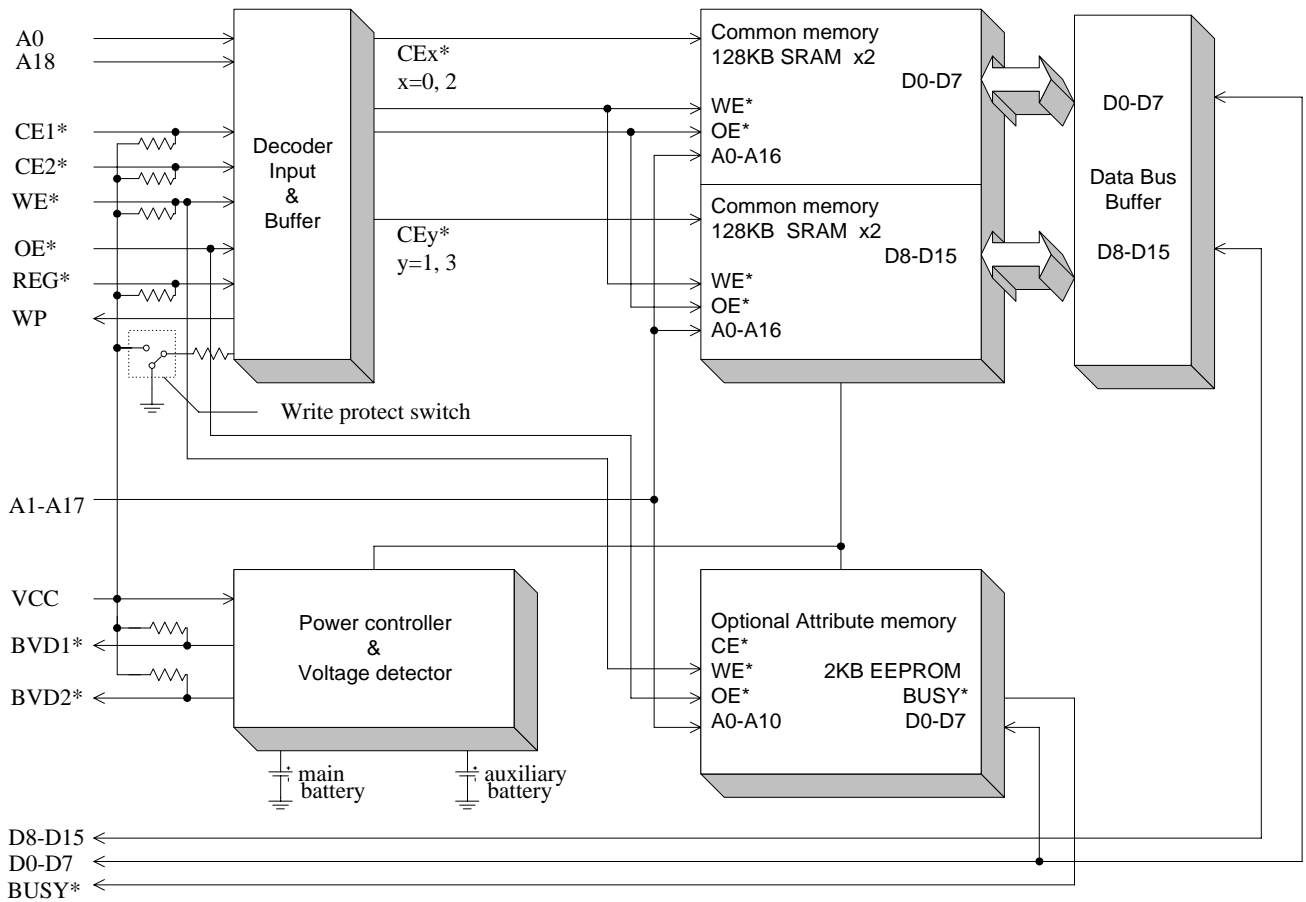 A0
A18
CE1*
CE2*
WE*
OE*
REG*
WP
Decoder
Input
&
Buffer
Write protect switch
CEx*
x=0, 2
CEy*
y=1, 3
Common memory
128KB SRAM x2
D0-D7
WE*
OE*
A0-A16
Common memory
128KB SRAM x2
D8-D15
WE*
OE*
A0-A16
D0-D7
Data Bus
Buffer
D8-D15
A1-A17
VCC
BVD1*
BVD2*
Power controller
&
Voltage detector
+ main
battery
+ auxiliary
battery
Optional Attribute memory
CE*
WE* 2KB EEPROM
OE* BUSY*
A0-A10 D0-D7
D8-D15
D0-D7
BUSY*